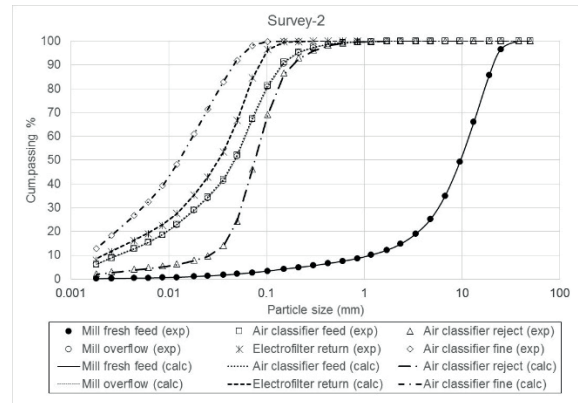 Survey-2
100
90
80
70
60
50
40
30
20
10
0
Cum.passing %
0.001 0.01 0.1 1 10 100
Particle size (mm)
Mill fresh feed (exp) Air classifier feed (exp) Air classifier reject (exp)
Mill overflow (exp) Electrofilter return (exp) Air classifier fine (exp)
Mill fresh feed (calc) Air classifier feed (calc) Air classifier reject (calc)
Mill overflow (calc) Electrofilter return (calc) Air classifier fine (calc)